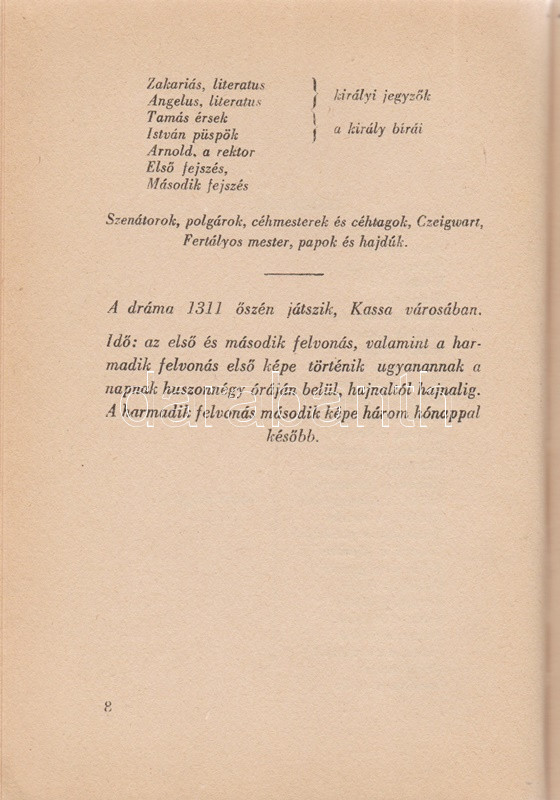 Zakariás, literatus
Angelus, literatus } királyi jegyzők
Tamás érsek
István püspök } a király bírái
Arnold, a rektor
Első fejszés,
Második fejszés
Szenátorok, polgárok, céhmesterek és céhtagok, Czeigwart,
Fertályos mester, papok és hajdúk.
A dráma 1311 őszén játszik, Kassa városában.
Idő: az első és második felvonás, valamint a har-
madik felvonás első képe történik ugyanannak a
napnak huszonnégy óráján belül, hajnaltól hajnalig.
A harmadik felvonás második képe három hónappal
később.
darabanth
8